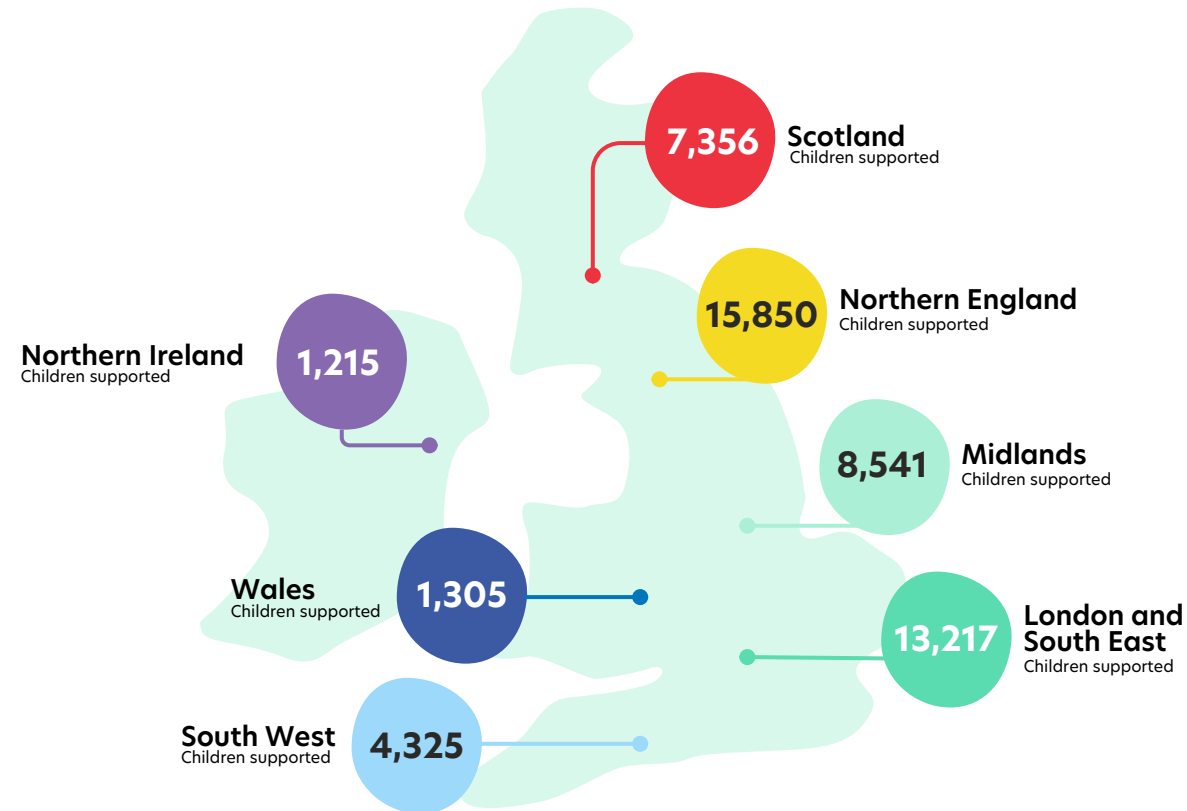 7,356
Scotland
Children supported
15,850
Northern England
Children supported
Northern Ireland
Children supported
1,215
8,541
Midlands
Children supported
Wales
Children supported
1,305
13,217
London and
South East
Children supported
South West
Children supported
4,325